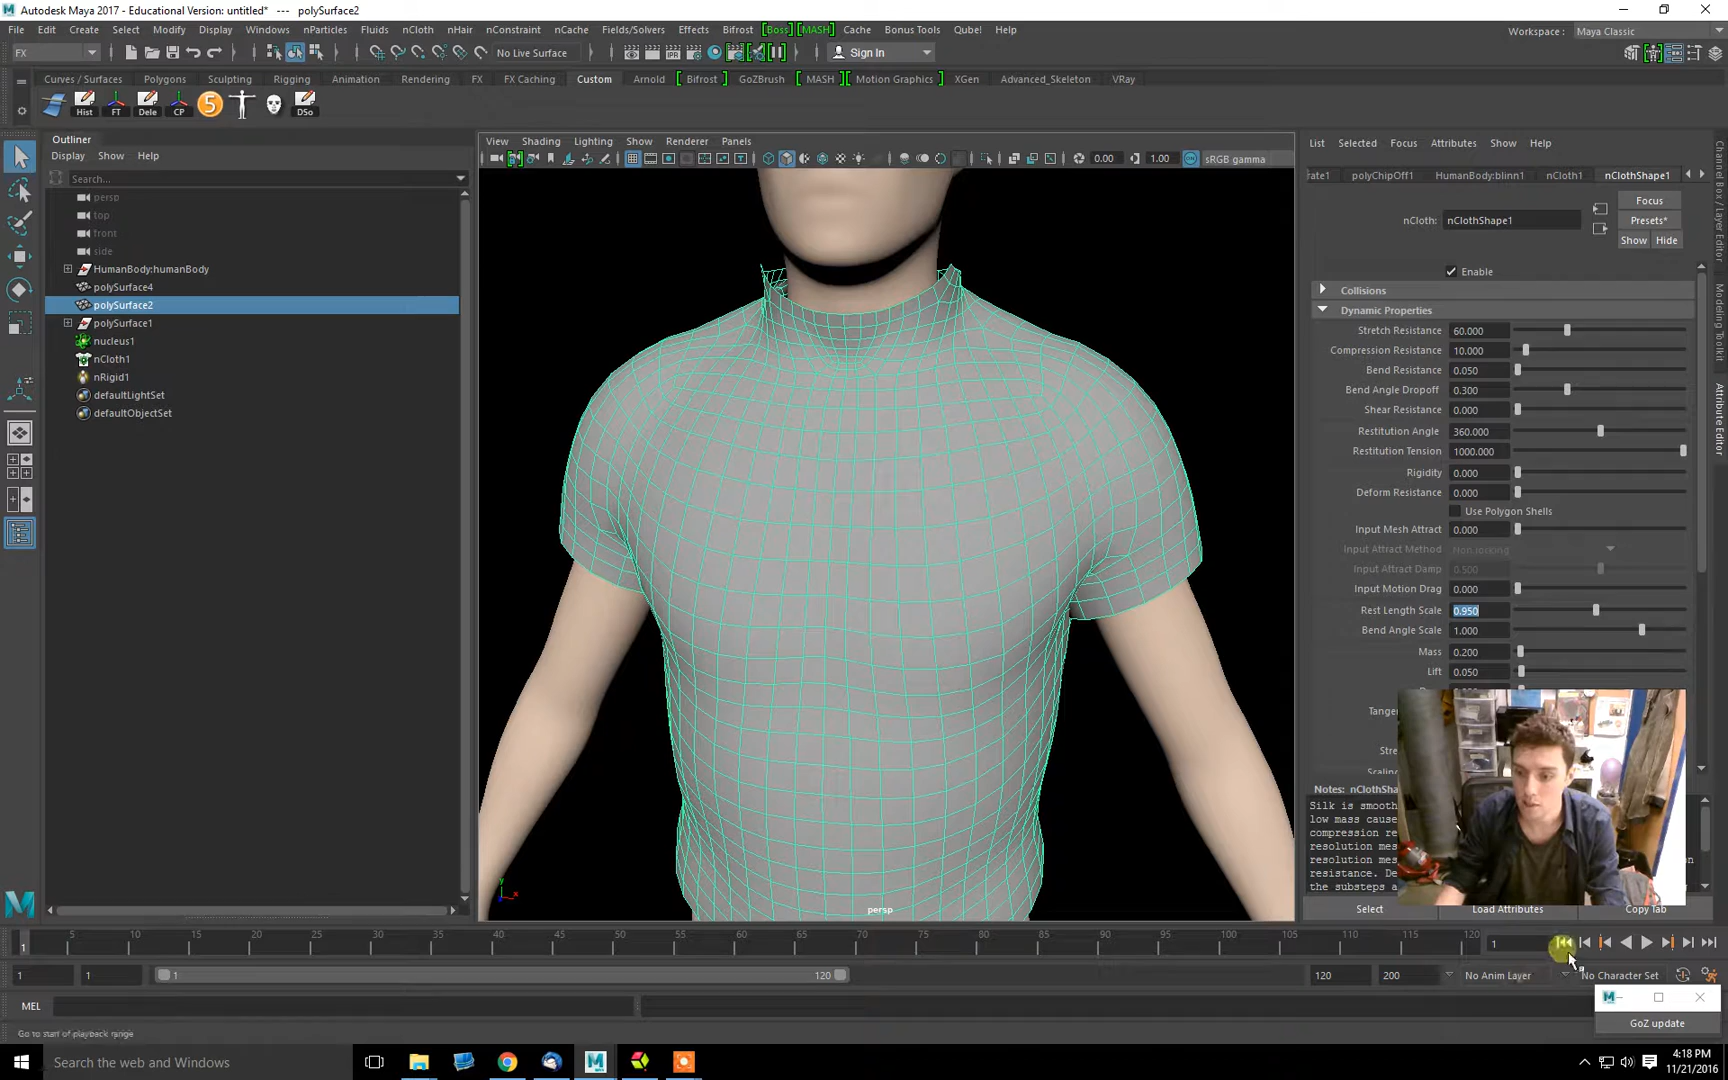 Autodesk Maya 2017 - Educational Version: untitled*   ---   polySurface2
File Edit Create Select Modify Display Windows nParticles Fluids nCloth nHair nConstraint nCache Fields/Solvers Effects Bifrost [Boss] [MASH] Cache Bonus Tools Qube! Help
Workspace : Maya Classic
FX No Live Surface Sign In
Curves / Surfaces Polygons Sculpting Rigging Animation Rendering FX FX Caching Custom Arnold [ Bifrost ] GoZBrush [ MASH ] [ Motion Graphics ] XGen Advanced_Skeleton VRay
5
Hist FT Dele CP DSo
Outliner
Display Show Help
Search...
persp
top
front
side
HumanBody:humanBody
polySurface4
polySurface2
polySurface1
nucleus1
nCloth1
nRigid1
defaultLightSet
defaultObjectSet
View Shading Lighting Show Renderer Panels
0.00 1.00 sRGB gamma
persp
List Selected Focus Attributes Show Help
rate1 polyChipOff1 HumanBody:blinn1 nCloth1 nClothShape1
nCloth: nClothShape1
Focus
Presets*
Show Hide
Enable
Collisions
Dynamic Properties
Stretch Resistance 60.000
Compression Resistance 10.000
Bend Resistance 0.050
Bend Angle Dropoff 0.300
Shear Resistance 0.000
Restitution Angle 360.000
Restitution Tension 1000.000
Rigidity 0.000
Deform Resistance 0.000
Use Polygon Shells
Input Mesh Attract 0.000
Input Attract Method Non locking
Input Attract Damp 0.500
Input Motion Drag 0.000
Rest Length Scale 0.950
Bend Angle Scale 1.000
Mass 0.200
Lift 0.050
Tange
Stre
Scalin
Notes: nClothSha
Silk is smoot
low mass cause
compression re
resolution mes
resolution mes
resistance. De
the substeps a
Select Load Attributes Copy Tab
Channel Box / Layer Editor
Modeling Toolkit
Attribute Editor
1 5 10 15 20 25 30 35 40 45 50 55 60 65 70 75 80 85 90 95 100 105 110 115 120 1
1 1 1 120 120 200 No Anim Layer No Character Set
MEL
Go to start of playback range
GoZ update
Search the web and Windows
4:18 PM
11/21/2016